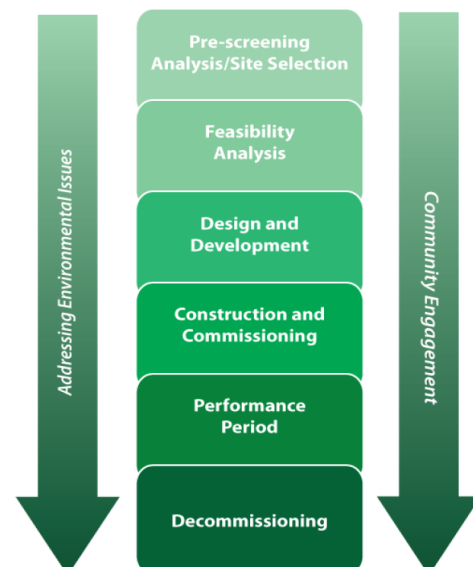 Pre-screening
Analysis/Site Selection
Feasibility
Analysis
Design and
Development
Construction and
Commissioning
Performance
Period
Decommissioning
Addressing Environmental Issues
Community Engagement